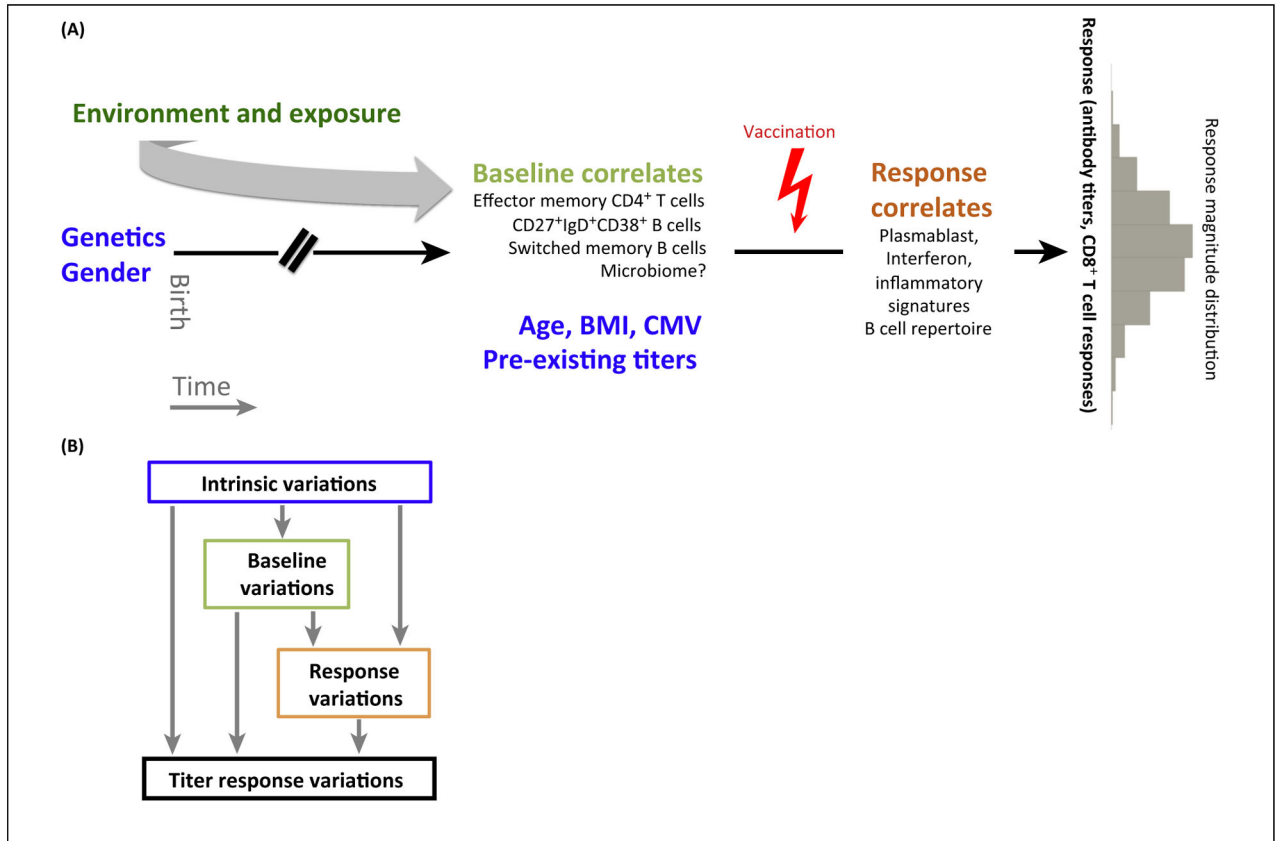 (A)
Environment and exposure
Genetics
Gender
Birth
Time
Baseline correlates
Effector memory CD4⁺ T cells
CD27⁺IgD⁺CD38⁺ B cells
Switched memory B cells
Microbiome?
Age, BMI, CMV
Pre-existing titers
Vaccination
Response
correlates
Plasmablast,
Interferon,
inflammatory
signatures
B cell repertoire
Response (antibody titers, CD8⁺ T cell responses)
Response magnitude distribution
(B)
Intrinsic variations
Baseline
variations
Response
variations
Titer response variations